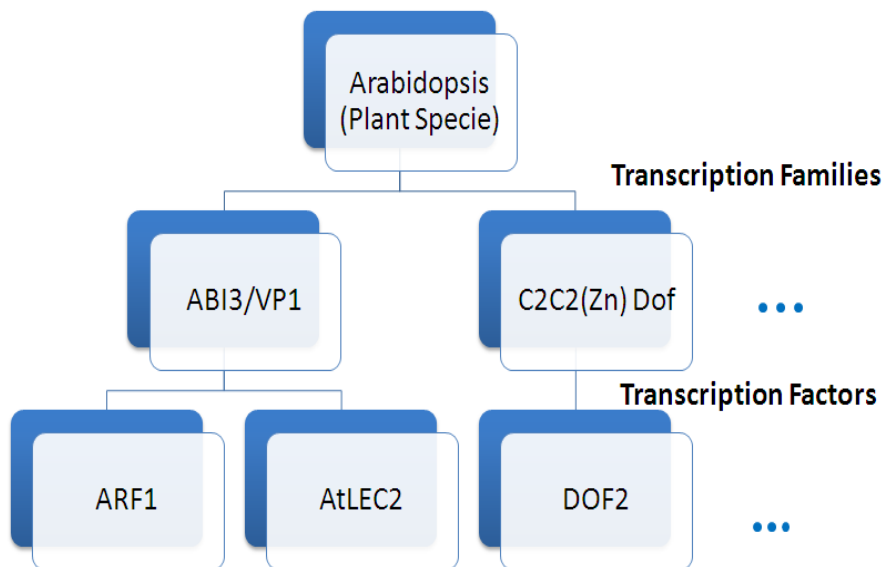 Arabidopsis
(Plant Specie)
Transcription Families
ABI3/VP1
C2C2(Zn) Dof
...
Transcription Factors
ARF1
AtLEC2
DOF2
...